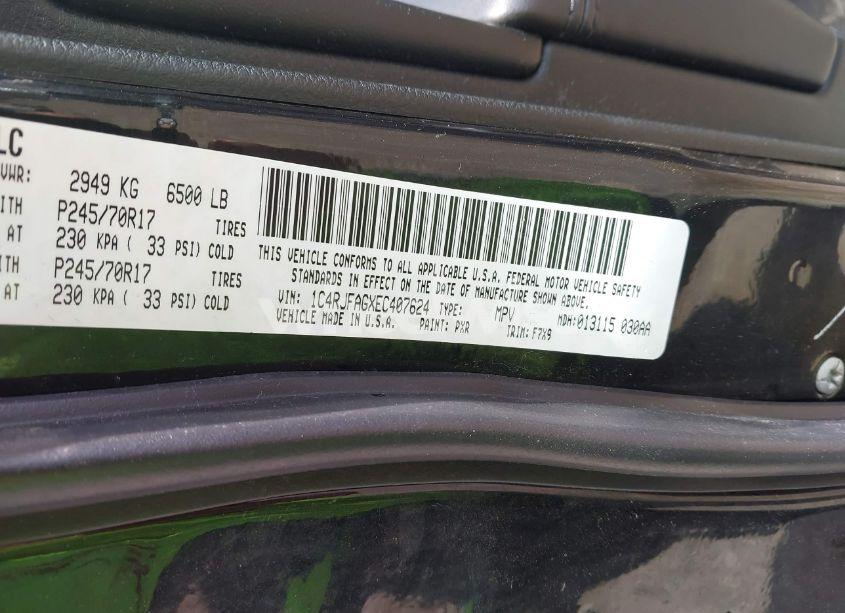 LC
VWR: 2949 KG 6500 LB
ITH P245/70R17 TIRES
AT 230 KPA ( 33 PSI) COLD
ITH P245/70R17 TIRES
AT 230 KPA ( 33 PSI) COLD
THIS VEHICLE CONFORMS TO ALL APPLICABLE U.S.A. FEDERAL MOTOR VEHICLE SAFETY
STANDARDS IN EFFECT ON THE DATE OF MANUFACTURE SHOWN ABOVE.
VIN: 1C4RJFAGXEC407624 TYPE: MPV MDH:013115 030AA
VEHICLE MADE IN U.S.A. PAINT: PXR TRIM: F7X9